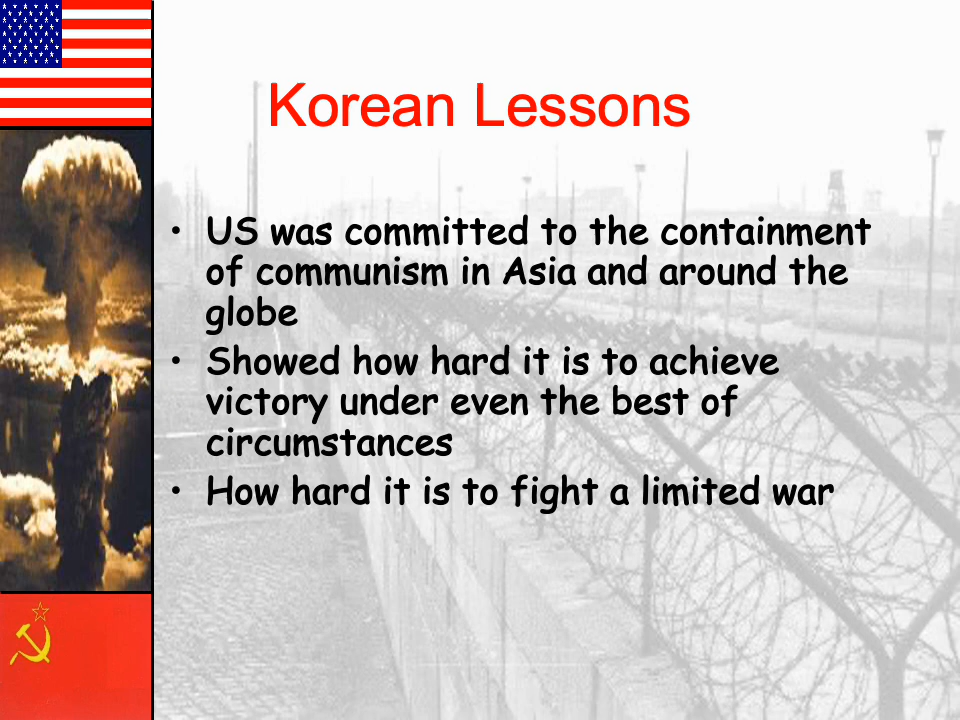 Korean Lessons
• US was committed to the containment
of communism in Asia and around the
globe
• Showed how hard it is to achieve
victory under even the best of
circumstances
• How hard it is to fight a limited war